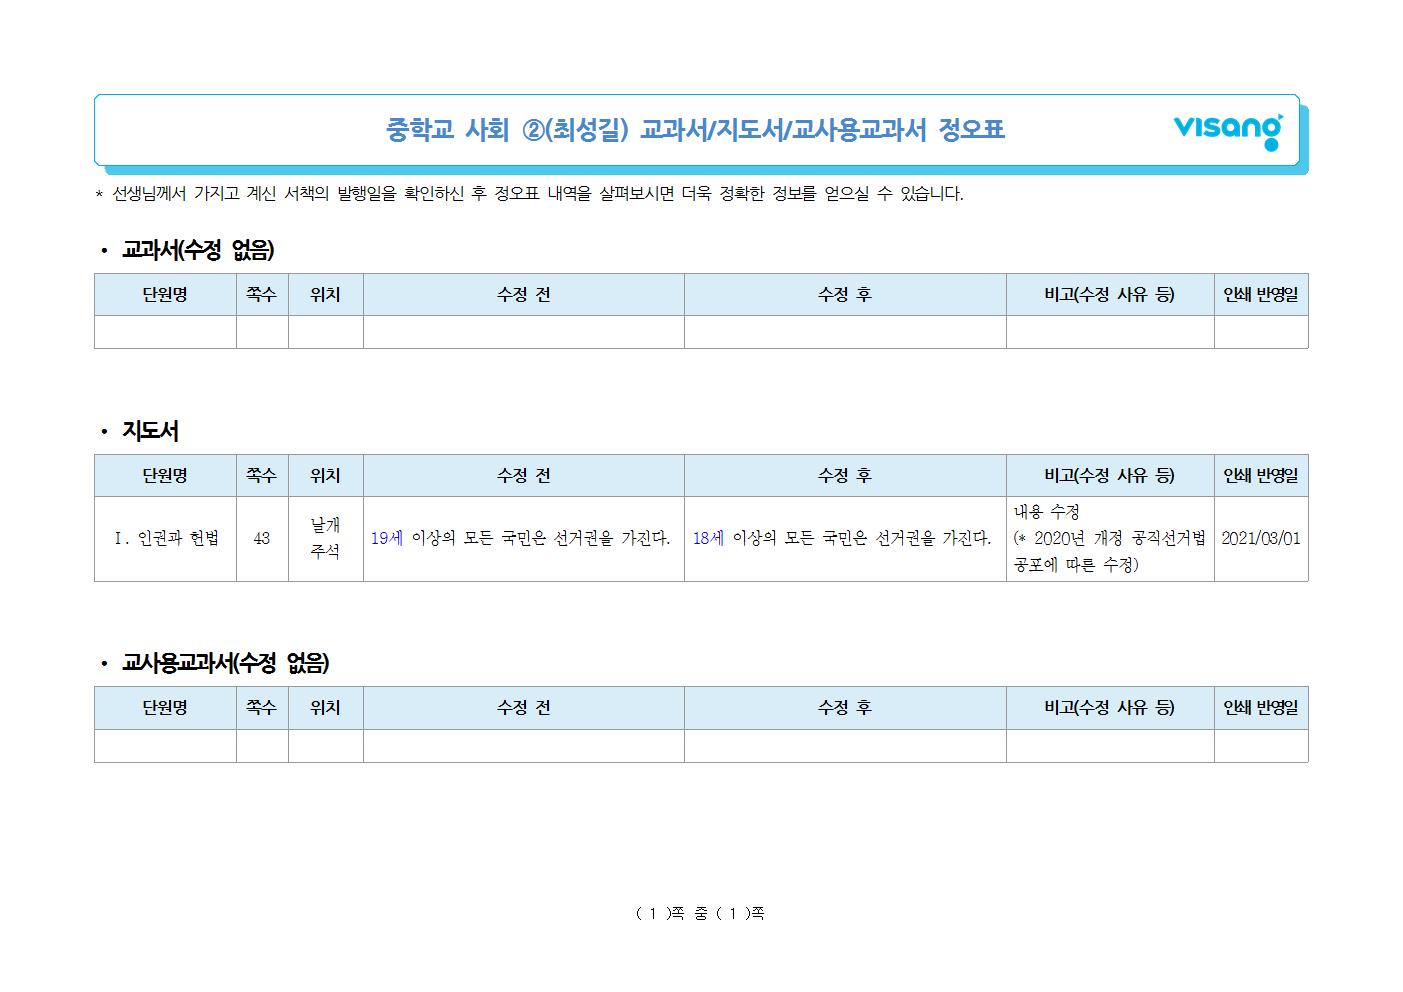 중학교 사회 ②(최성길) 교과서/지도서/교사용교과서 정오표
visang
* 선생님께서 가지고 계신 서책의 발행일을 확인하신 후 정오표 내역을 살펴보시면 더욱 정확한 정보를 얻으실 수 있습니다.
• 교과서(수정 없음)
단원명 쪽수 위치 수정 전 수정 후 비고(수정 사유 등) 인쇄 반영일
• 지도서
단원명 쪽수 위치 수정 전 수정 후 비고(수정 사유 등) 인쇄 반영일
Ⅰ. 인권과 헌법
43
날개
주석
19세 이상의 모든 국민은 선거권을 가진다.
18세 이상의 모든 국민은 선거권을 가진다.
내용 수정
(* 2020년 개정 공직선거법
공포에 따른 수정)
2021/03/01
• 교사용교과서(수정 없음)
단원명 쪽수 위치 수정 전 수정 후 비고(수정 사유 등) 인쇄 반영일
( 1 )쪽 중 ( 1 )쪽